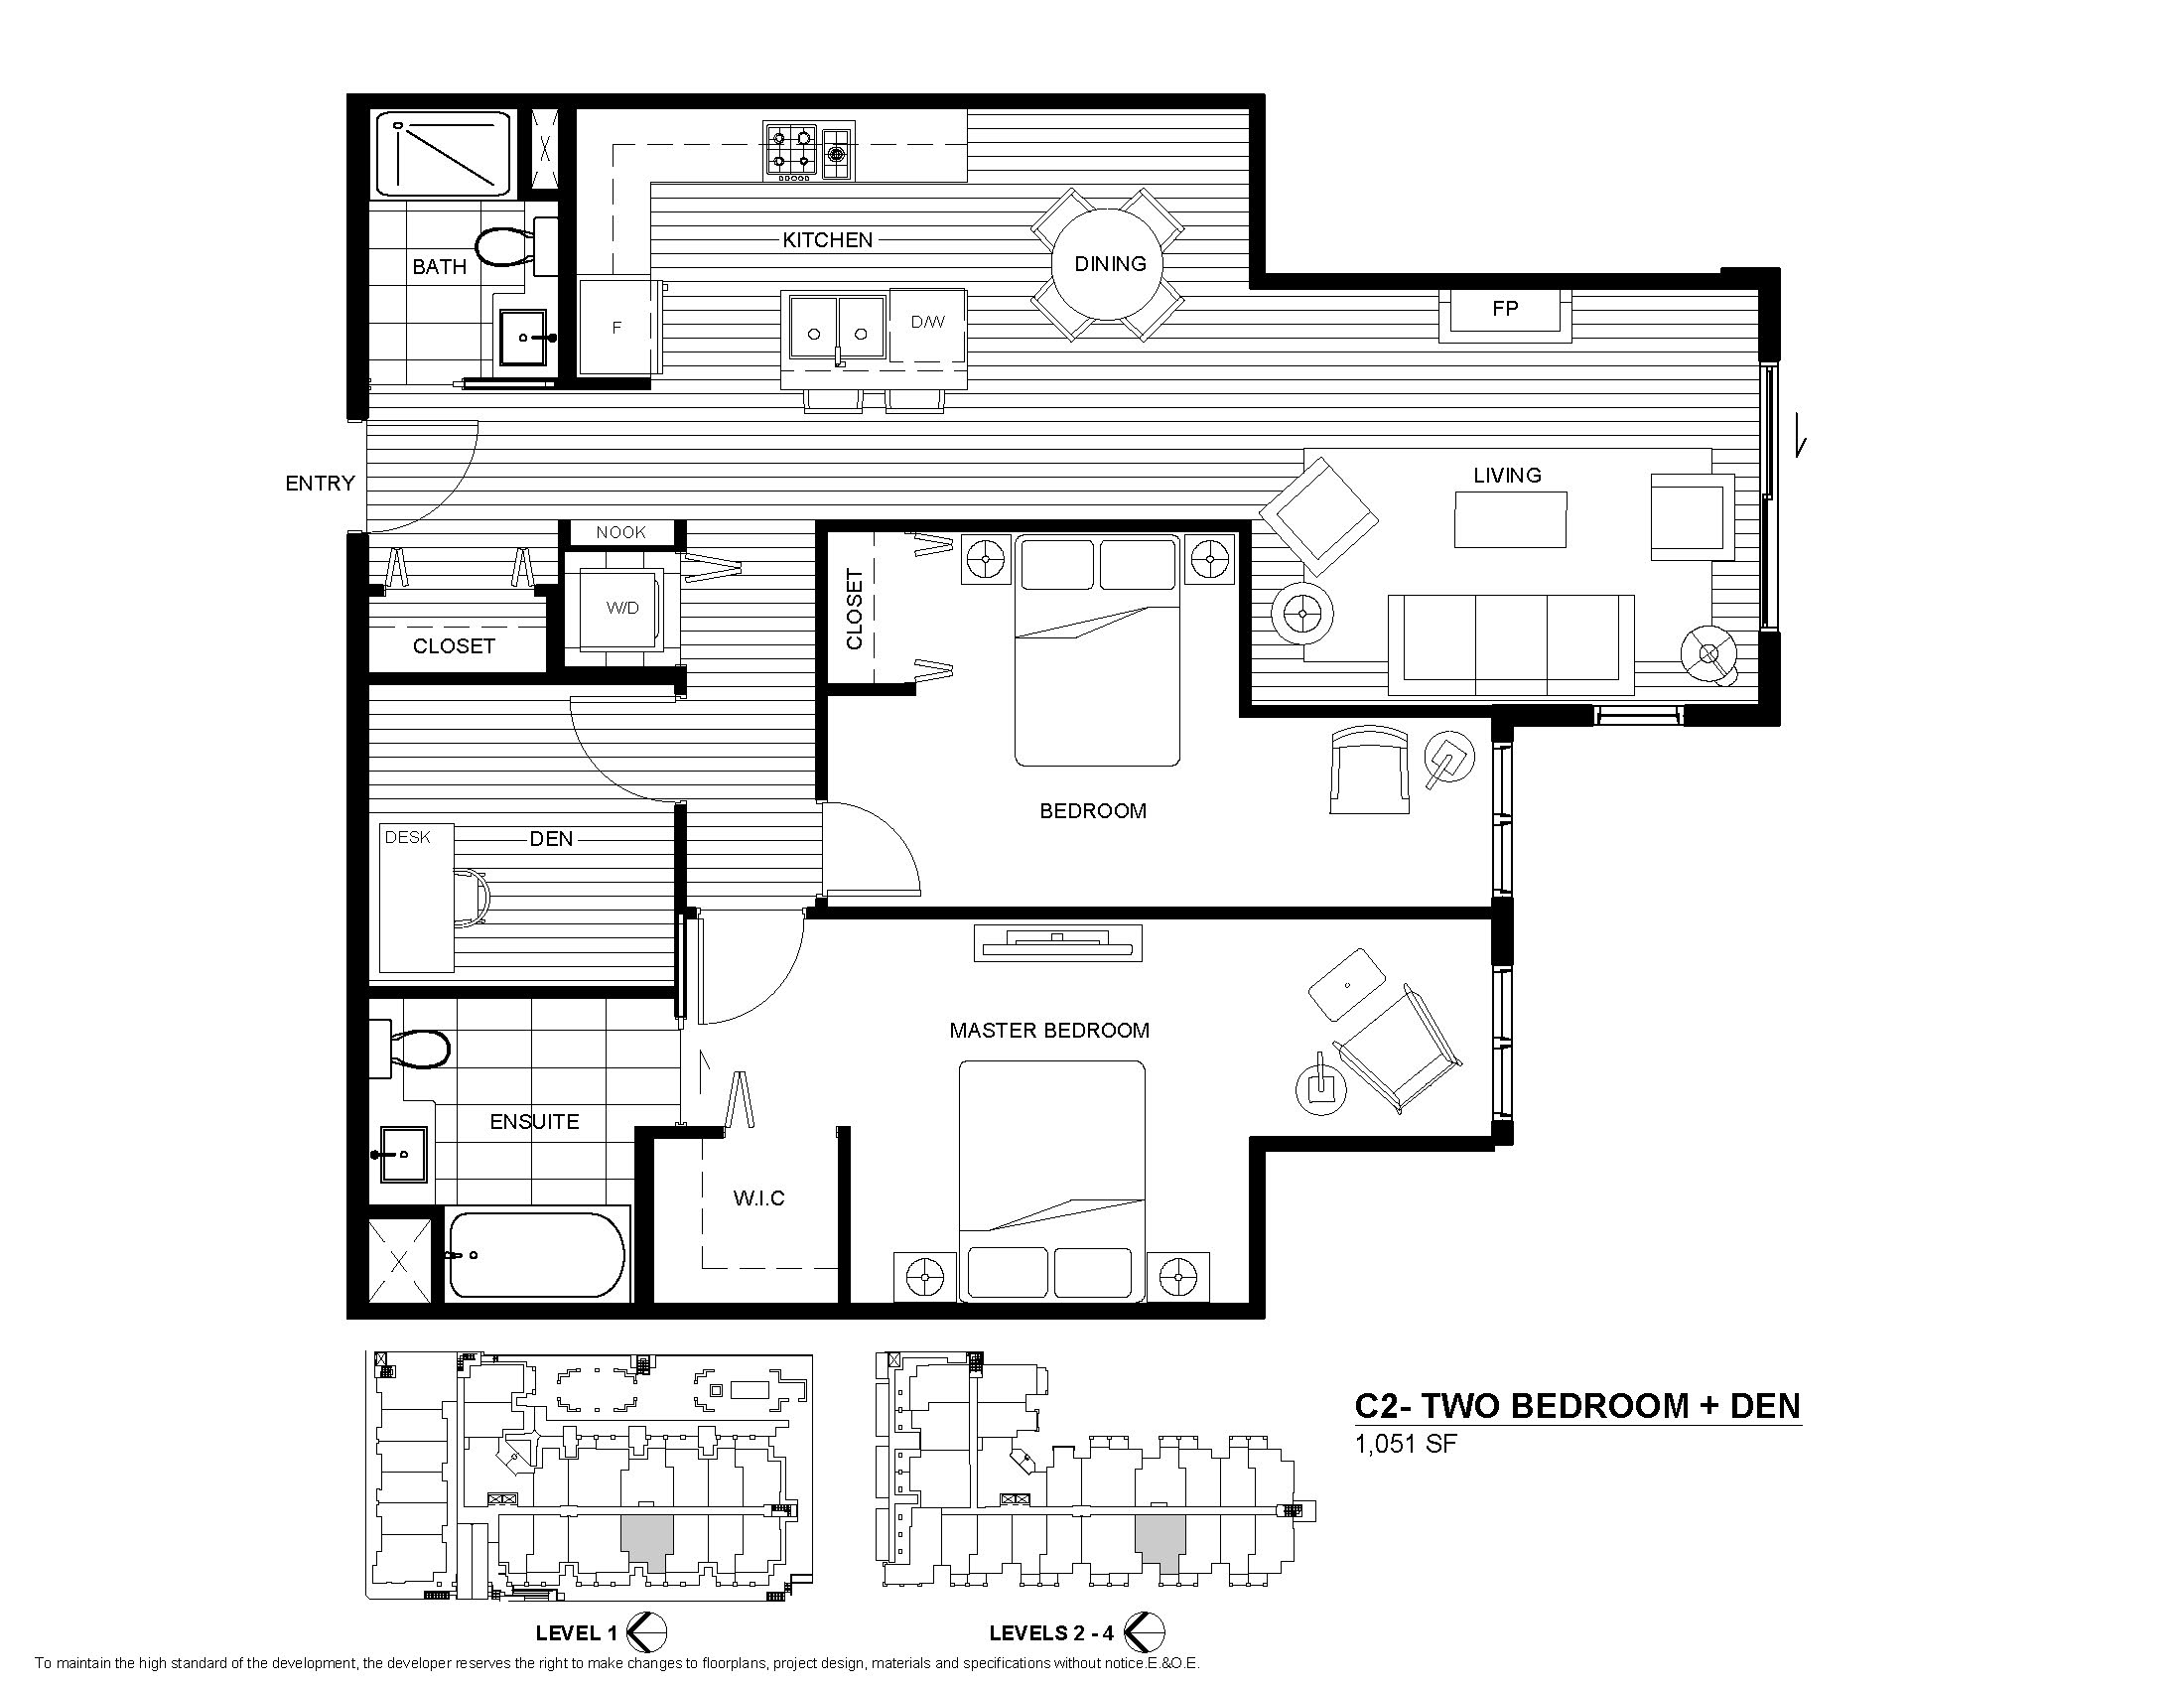 KITCHEN
BATH
DINING
FP
F
D/W
ENTRY
LIVING
NOOK
W/D
CLOSET
CLOSET
BEDROOM
DESK
DEN
MASTER BEDROOM
ENSUITE
W.I.C
C2- TWO BEDROOM + DEN
1,051 SF
LEVEL 1
LEVELS 2 - 4
To maintain the high standard of the development, the developer reserves the right to make changes to floorplans, project design, materials and specifications without notice.E.&O.E.